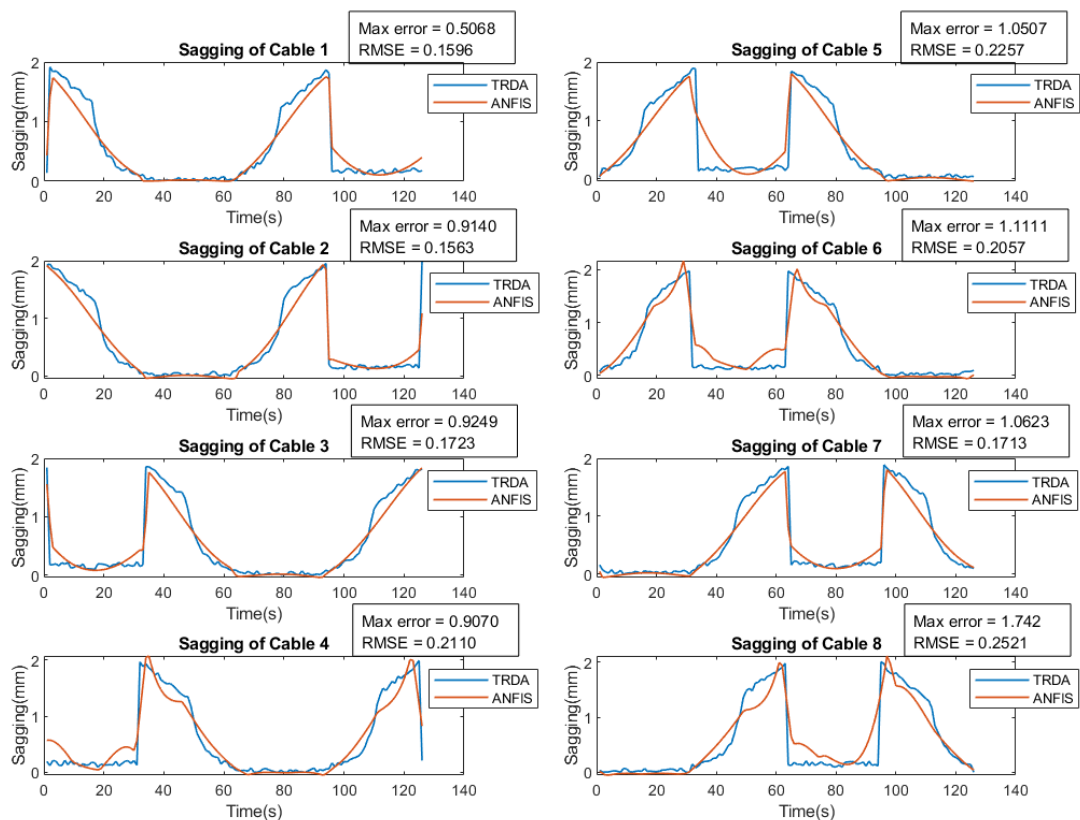 Max error = 0.5068
RMSE = 0.1596
Sagging of Cable 1
TRDA
ANFIS
Sagging(mm)
2
1
0
0 20 40 60 80 100 120 140
Time(s)
Max error = 1.0507
RMSE = 0.2257
Sagging of Cable 5
TRDA
ANFIS
Sagging(mm)
2
1
0
0 20 40 60 80 100 120 140
Time(s)
Max error = 0.9140
RMSE = 0.1563
Sagging of Cable 2
TRDA
ANFIS
Sagging(mm)
2
1
0
0 20 40 60 80 100 120 140
Time(s)
Max error = 1.1111
RMSE = 0.2057
Sagging of Cable 6
TRDA
ANFIS
Sagging(mm)
2
1
0
0 20 40 60 80 100 120 140
Time(s)
Max error = 0.9249
RMSE = 0.1723
Sagging of Cable 3
TRDA
ANFIS
Sagging(mm)
2
1
0
0 20 40 60 80 100 120 140
Time(s)
Max error = 1.0623
RMSE = 0.1713
Sagging of Cable 7
TRDA
ANFIS
Sagging(mm)
2
1
0
0 20 40 60 80 100 120 140
Time(s)
Max error = 0.9070
RMSE = 0.2110
Sagging of Cable 4
TRDA
ANFIS
Sagging(mm)
2
1
0
0 20 40 60 80 100 120 140
Time(s)
Max error = 1.742
RMSE = 0.2521
Sagging of Cable 8
TRDA
ANFIS
Sagging(mm)
2
1
0
0 20 40 60 80 100 120 140
Time(s)